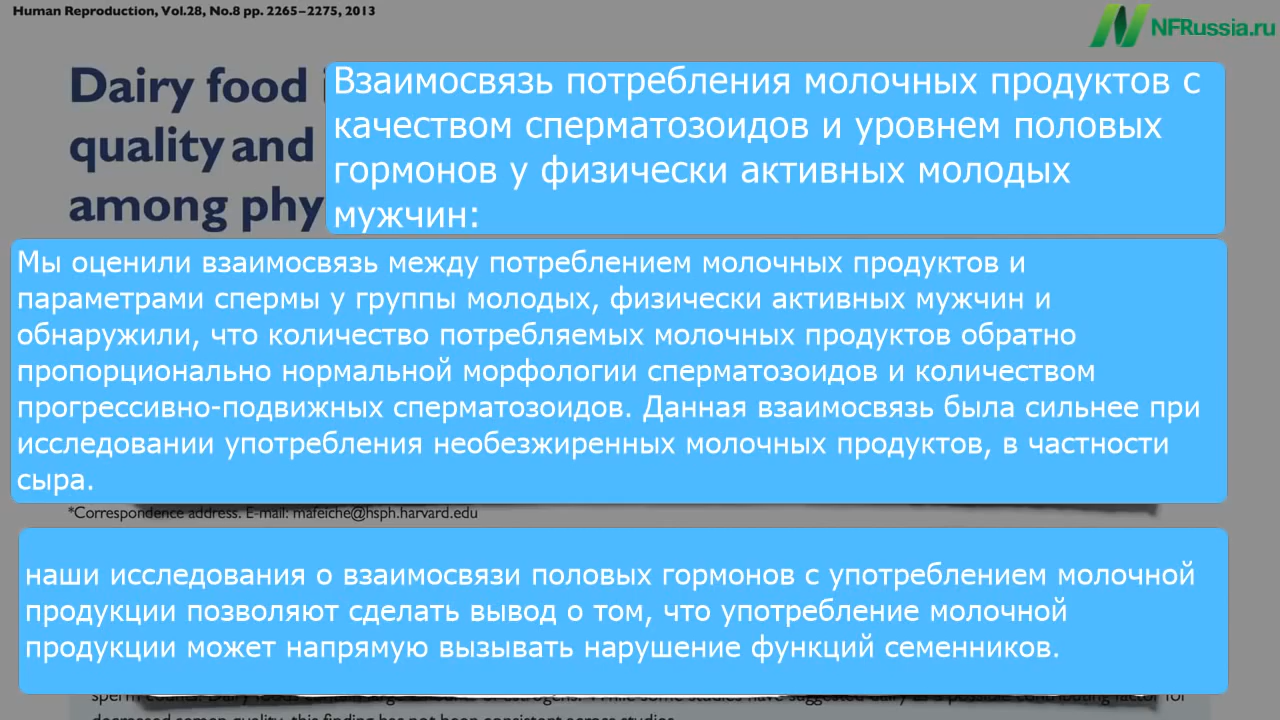 Human Reproduction, Vol.28, No.8 pp. 2265–2275, 2013
NFRussia.ru
Dairy food
quality and
among phy
Взаимосвязь потребления молочных продуктов с
качеством сперматозоидов и уровнем половых
гормонов у физически активных молодых
мужчин:
Мы оценили взаимосвязь между потреблением молочных продуктов и
параметрами спермы у группы молодых, физически активных мужчин и
обнаружили, что количество потребляемых молочных продуктов обратно
пропорционально нормальной морфологии сперматозоидов и количеством
прогрессивно-подвижных сперматозоидов. Данная взаимосвязь была сильнее при
исследовании употребления необезжиренных молочных продуктов, в частности
сыра.
*Correspondence address. E-mail: mafeiche@hsph.harvard.edu
наши исследования о взаимосвязи половых гормонов с употреблением молочной
продукции позволяют сделать вывод о том, что употребление молочной
продукции может напрямую вызывать нарушение функций семенников.